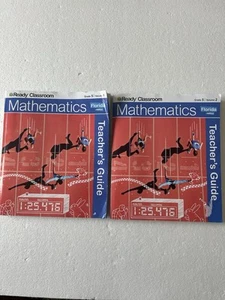 Ready Classroom
Mathematics
Florida
Teacher's Guide
1:25.476
Ready Classroom
Mathematics
Florida
Teacher's Guide
1:25.476